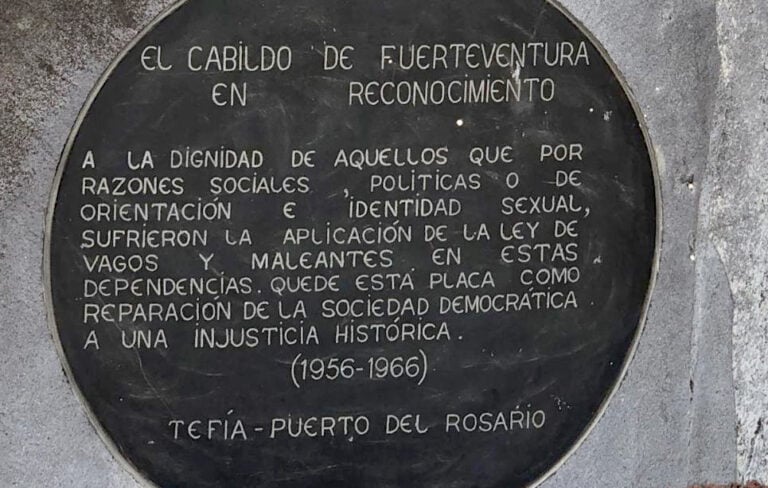 EL CABILDO DE FUERTEVENTURA
EN RECONOCIMIENTO
A LA DIGNIDAD DE AQUELLOS QUE POR
RAZONES SOCIALES , POLÍTICAS O DE
ORIENTACIÓN E IDENTIDAD SEXUAL,
SUFRIERON LA APLICACIÓN DE LA LEY DE
VAGOS Y MALEANTES EN ESTAS
DEPENDENCIAS. QUEDE ESTA PLACA COMO
REPARACIÓN DE LA SOCIEDAD DEMOCRÁTICA
A UNA INJUSTICIA HISTÓRICA.
(1956-1966)
TEFÍA - PUERTO DEL ROSARIO